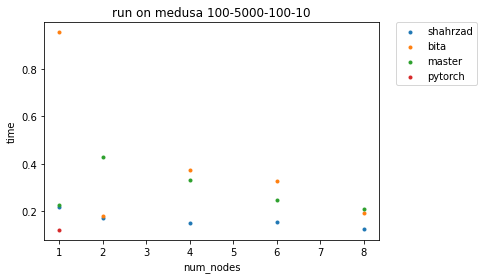 run on medusa 100-5000-100-10
shahrzad
bita
master
pytorch
0.8
0.6
0.4
0.2
time
1 2 3 4 5 6 7 8
num_nodes